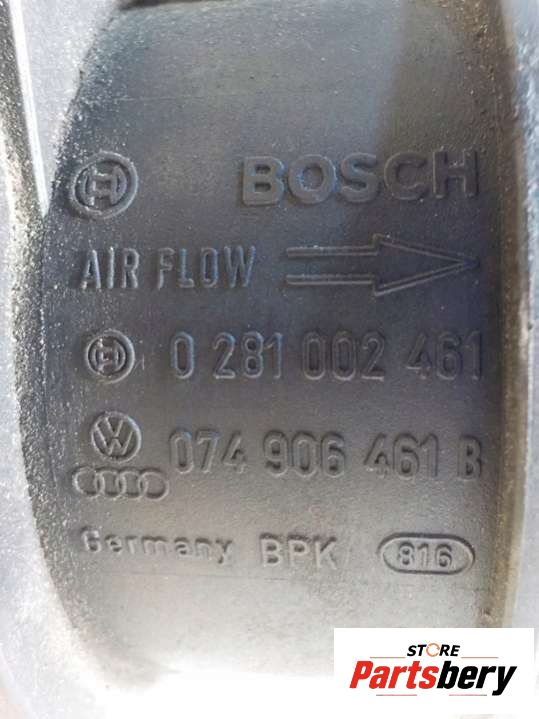 BOSCH
AIR FLOW
0 281 002 461
074 906 461 B
Germany BPK 816
STORE
Partsbery